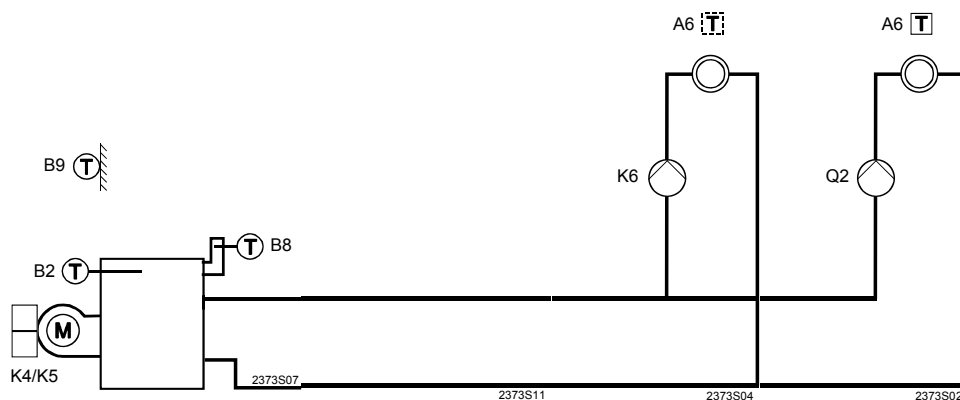 A6 T
A6 T
B9 T
K6
Q2
T B8
B2 T
M
K4/K5
2373S07
2373S11
2373S04
2373S02